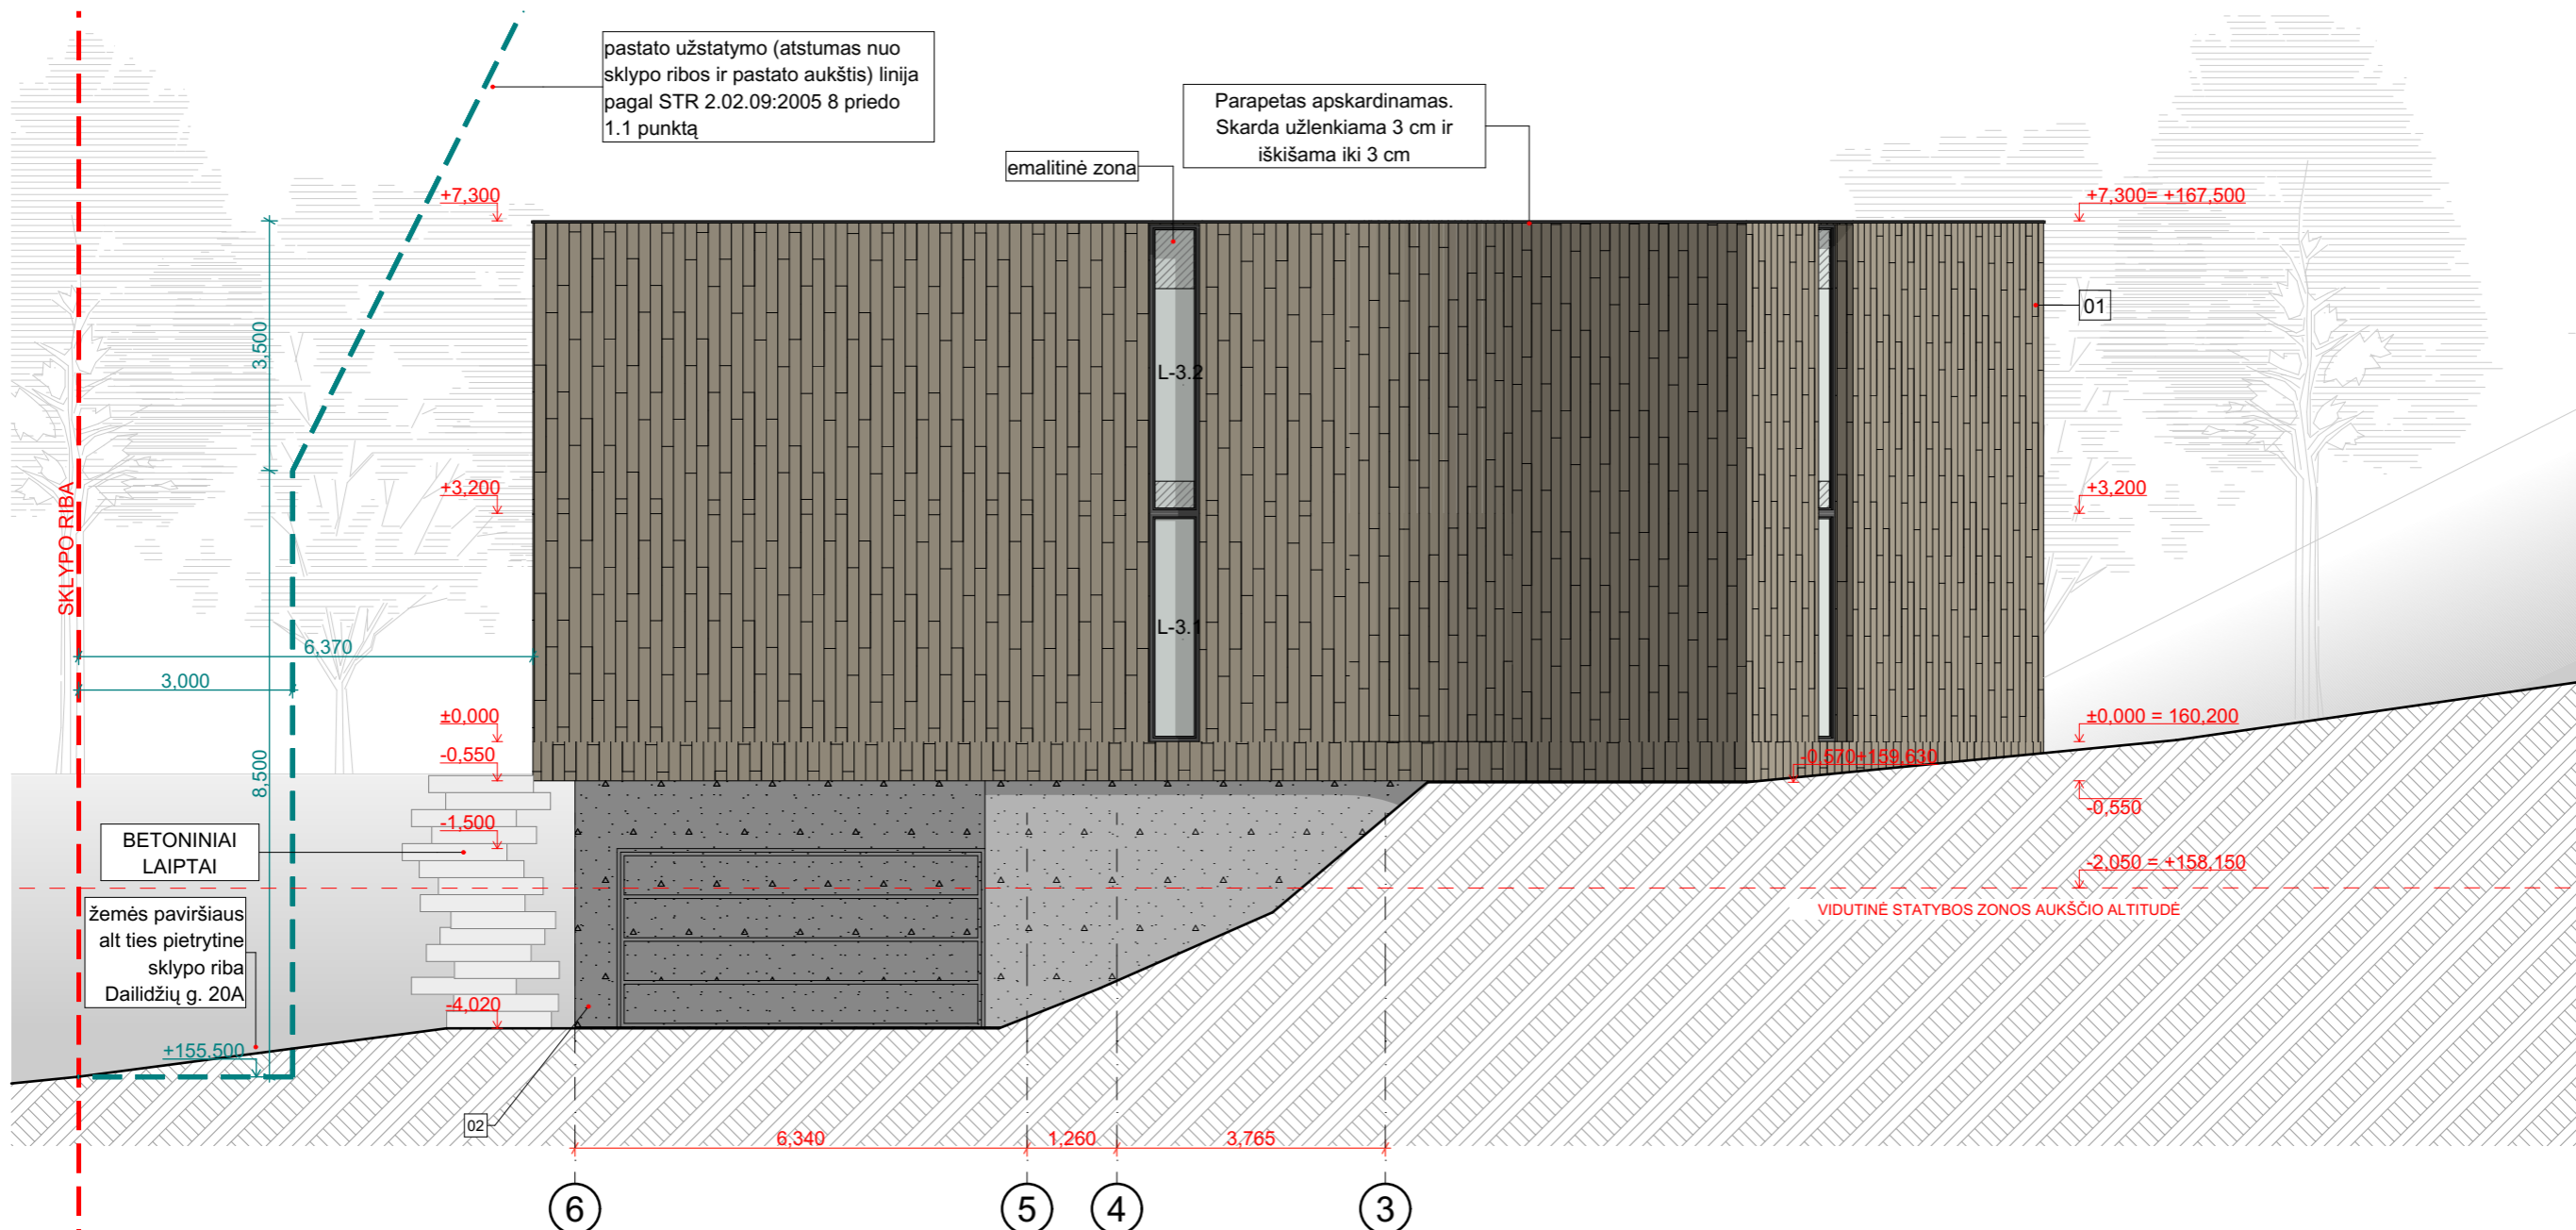 pastato užstatymo (atstumas nuo
sklypo ribos ir pastato aukštis) linija
pagal STR 2.02.09:2005 8 priedo
1.1 punktą
Parapetas apskardinamas.
Skarda užlenkiama 3 cm ir
iškišama iki 3 cm
emalitinė zona
+7,300
+7,300= +167,500
01
3,500
L-3.2
+3,200
+3,200
SKLYPO RIBA
L-3.1
6,370
3,000
±0,000
±0,000 = 160,200
-0,550
-0,570+159,630
8,500
-0,550
BETONINIAI
LAIPTAI
-1,500
-2,050 = +158,150
VIDUTINĖ STATYBOS ZONOS AUKŠČIO ALTITUDĖ
žemės paviršiaus
alt ties pietrytine
sklypo riba
Dailidžių g. 20A
-4,020
+155,500
02
6,340
1,260
3,765
6
5
4
3